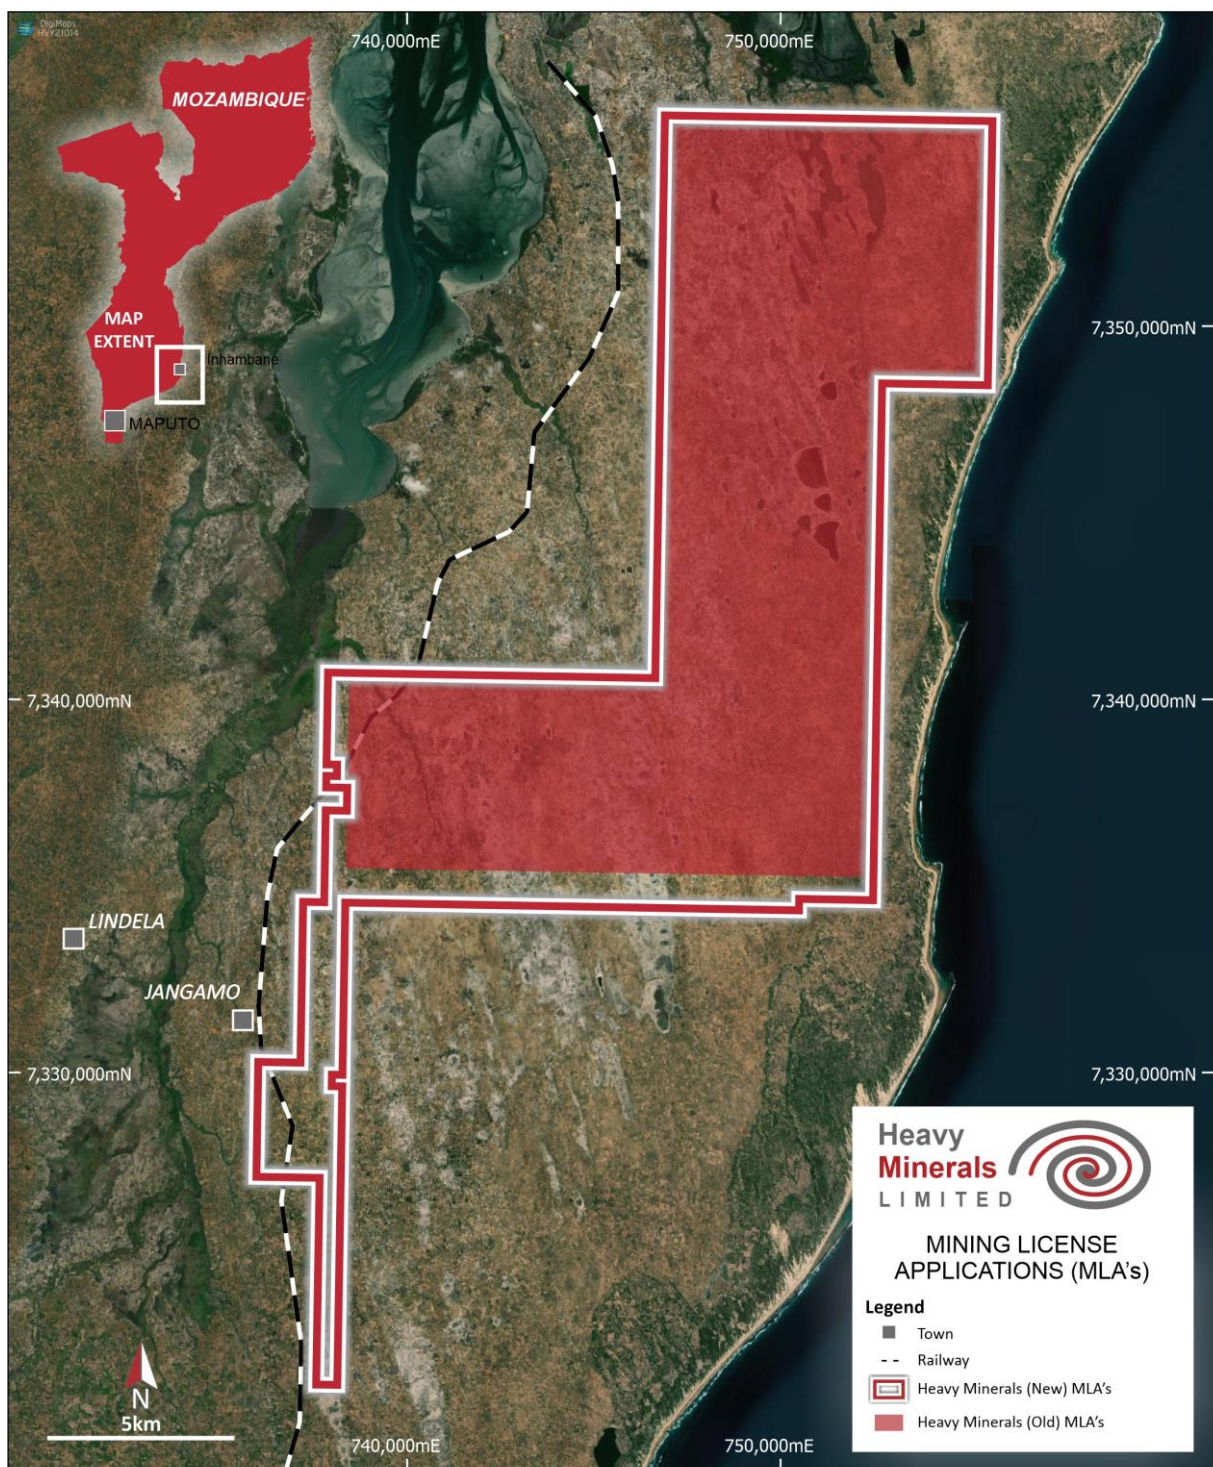 DigiMaps
HVY21014
740,000mE
750,000mE
MOZAMBIQUE
MAP
EXTENT
Inhambane
MAPUTO
7,350,000mN
7,340,000mN
7,340,000mN
LINDELA
JANGAMO
7,330,000mN
7,330,000mN
N
5km
740,000mE
750,000mE
Heavy
Minerals
LIMITED
MINING LICENSE
APPLICATIONS (MLA's)
Legend
Town
Railway
Heavy Minerals (New) MLA's
Heavy Minerals (Old) MLA's